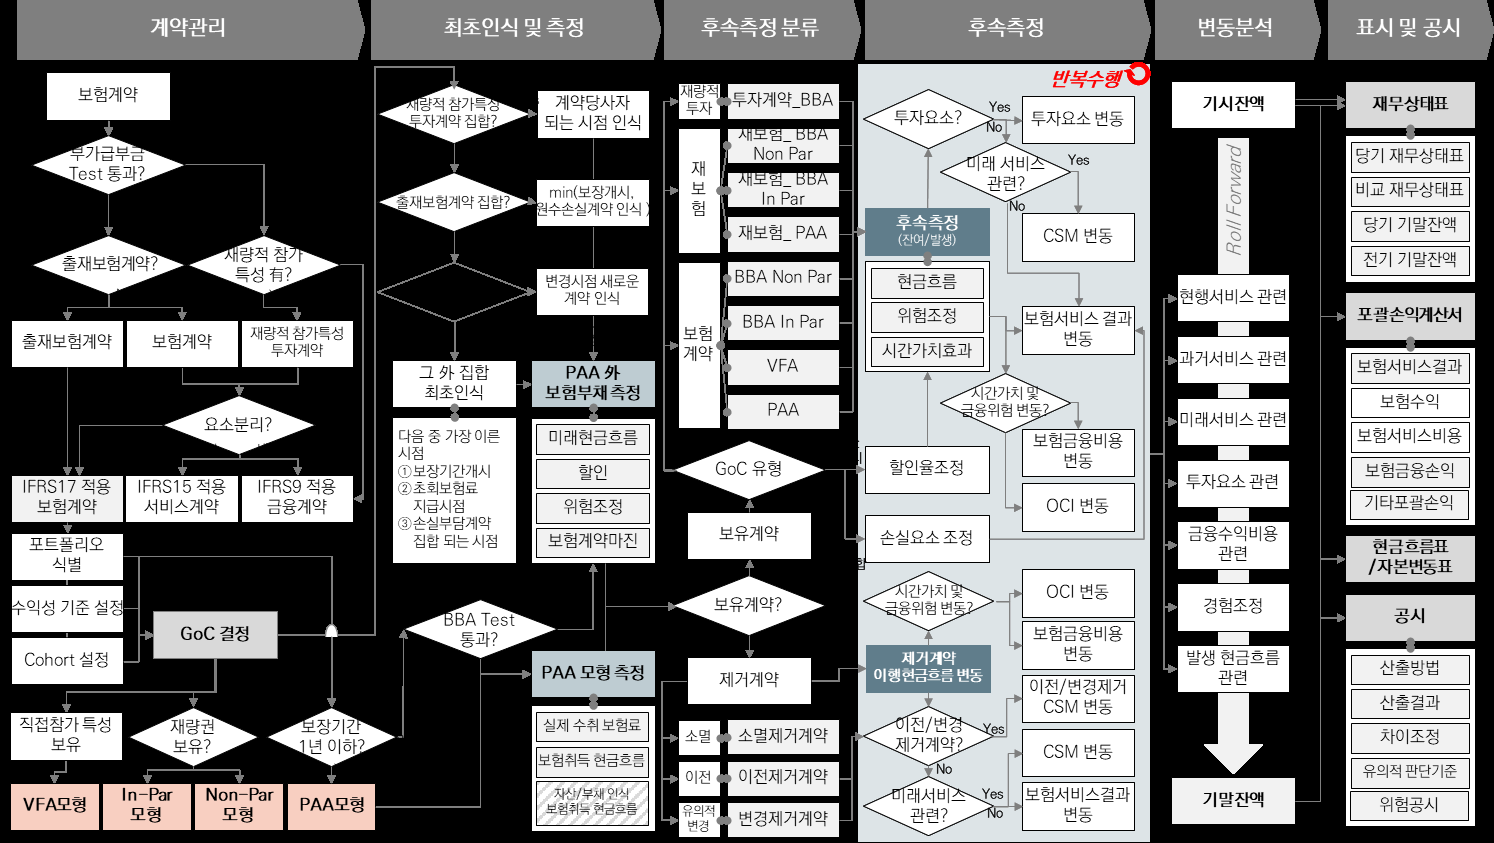 계약관리
최초인식 및 측정
후속측정 분류
후속측정
변동분석
표시 및 공시
보험계약
부가급부금
Test 통과?
출재보험계약?
재량적 참가
특성 有?
출재보험계약
보험계약
재량적 참가특성
투자계약
요소분리?
IFRS17 적용
보험계약
IFRS15 적용
서비스계약
IFRS9 적용
금융계약
포트폴리오
식별
수익성 기준 설정
Cohort 설정
GoC 결정
직접참가 특성
보유
재량권
보유?
보장기간
1년 이하?
VFA모형
In-Par
모형
Non-Par
모형
PAA모형
재량적 참가특성
투자계약 집합?
계약당사자
되는 시점 인식
출재보험계약 집합?
min(보장개시,
원수손실계약 인식 )
변경시점 새로운
계약 인식
그 外 집합
최초인식
PAA 外
보험부채 측정
다음 중 가장 이른
시점
①보장기간개시
②초회보험료
지급시점
③손실부담계약
집합 되는 시점
미래현금흐름
할인
위험조정
보험계약마진
BBA Test
통과?
PAA 모형 측정
실제 수취 보험료
보험취득 현금흐름
자산/부채 인식
보험취득 현금흐름
재량적
투자
투자계약_BBA
재
보
험
재보험_ BBA
Non Par
재보험_ BBA
In Par
재보험_ PAA
보험
계약
BBA Non Par
BBA In Par
VFA
PAA
GoC 유형
보유계약
보유계약?
제거계약
소멸
소멸제거계약
이전
이전제거계약
유의적
변경
변경제거계약
반복수행
투자요소?
Yes
No
투자요소 변동
미래 서비스
관련?
Yes
No
후속측정
(잔여/발생)
CSM 변동
현금흐름
위험조정
시간가치효과
보험서비스 결과
변동
시간가치 및
금융위험 변동?
보험금융비용
변동
할인율조정
OCI 변동
손실요소 조정
합
시간가치 및
금융위험 변동?
OCI 변동
보험금융비용
변동
제거계약
이행현금흐름 변동
이전/변경제거
CSM 변동
이전/변경
제거계약?
Yes
No
CSM 변동
미래서비스
관련?
Yes
No
보험서비스결과
변동
기시잔액
Roll Forward
현행서비스 관련
과거서비스 관련
미래서비스 관련
투자요소 관련
금융수익비용
관련
경험조정
발생 현금흐름
관련
기말잔액
재무상태표
당기 재무상태표
비교 재무상태표
당기 기말잔액
전기 기말잔액
포괄손익계산서
보험서비스결과
보험수익
보험서비스비용
보험금융손익
기타포괄손익
현금흐름표
/자본변동표
공시
산출방법
산출결과
차이조정
유의적 판단기준
위험공시